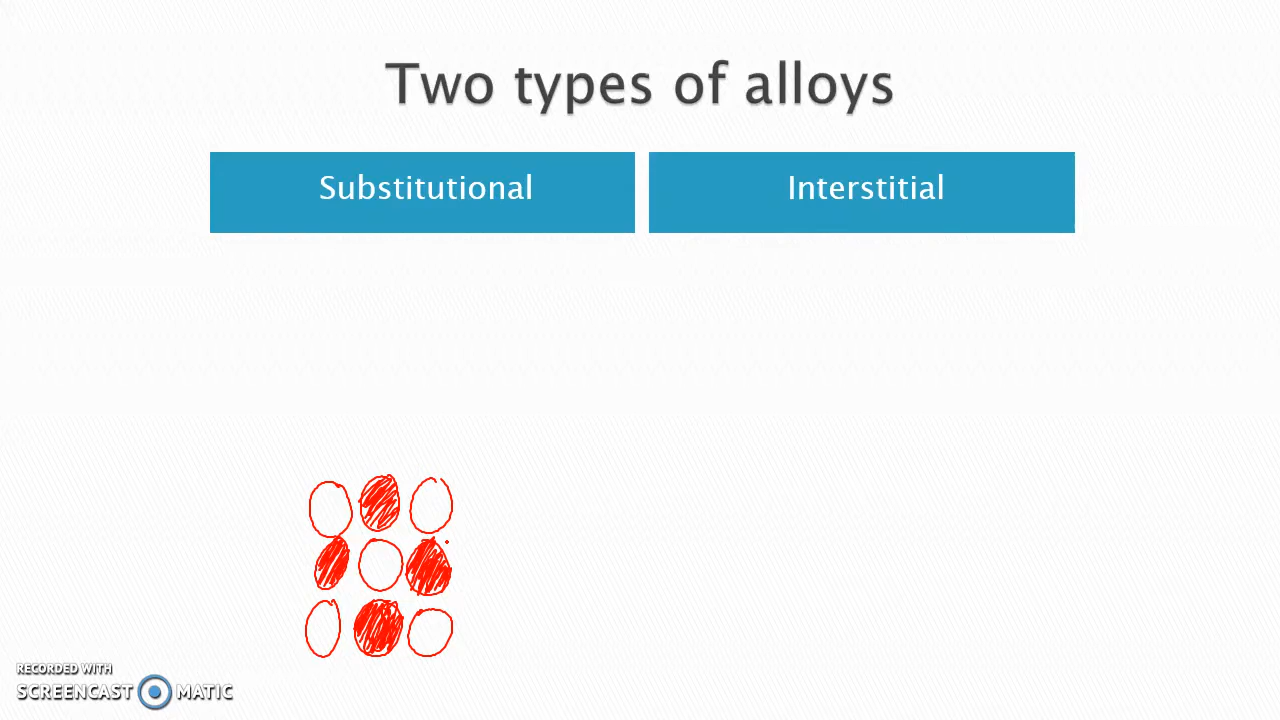 Two types of alloys
Substitutional
Interstitial
RECORDED WITH
SCREENCAST MATIC